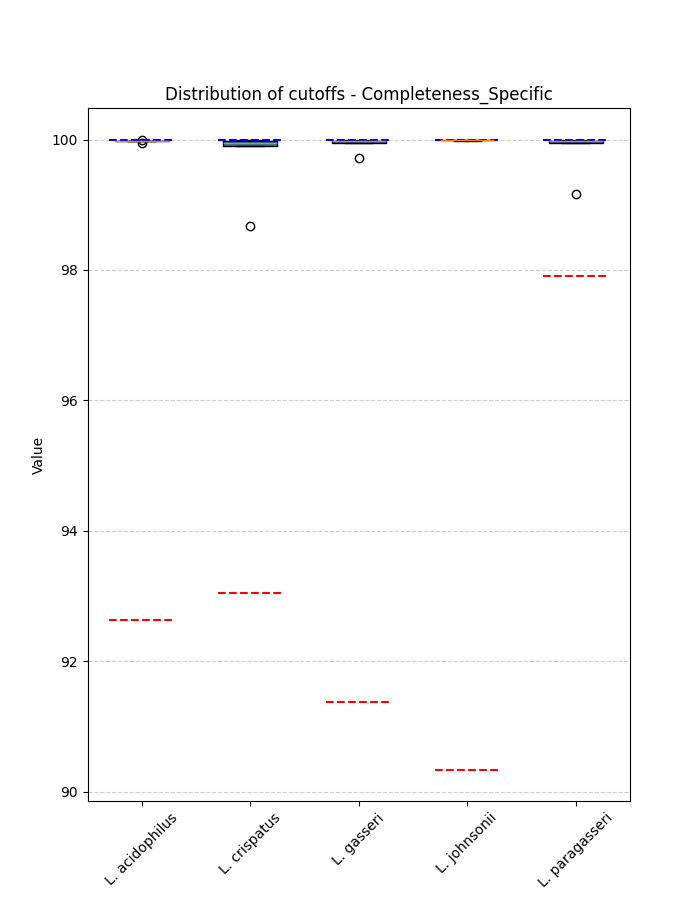 Distribution of cutoffs - Completeness_Specific
Value
100
98
96
94
92
90
L. acidophilus
L. crispatus
L. gasseri
L. johnsonii
L. paragasseri